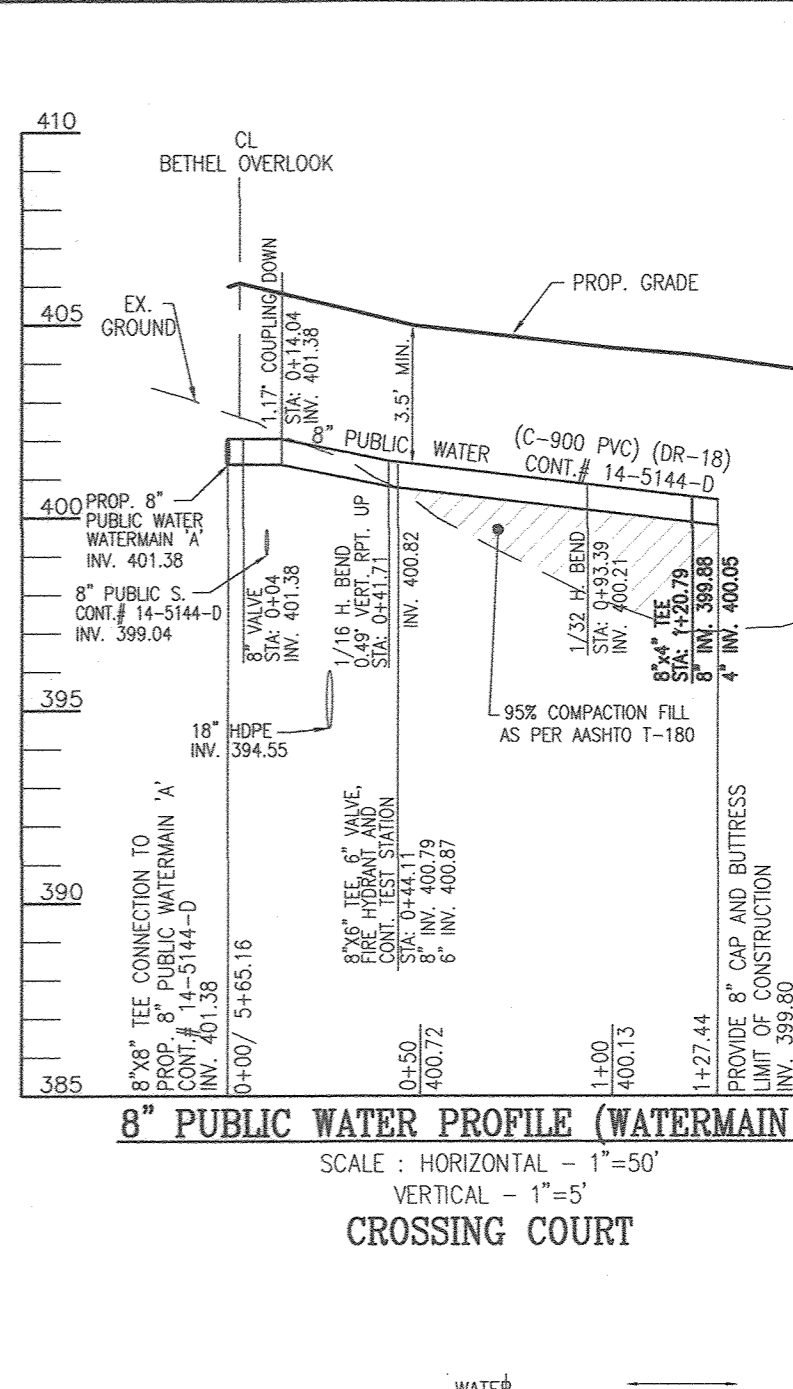 410
CL
BETHEL OVERLOOK
405
EX.
GROUND
1.17° COUPLING DOWN
STA: 0+14.04
INV. 401.38
PROP. GRADE
3.5' MIN.
8" PUBLIC WATER
(C-900 PVC) (DR-18)
CONT.# 14-5144-D
400
PROP. 8"
PUBLIC WATER
WATERMAIN 'A'
INV. 401.38
8" PUBLIC S.
CONT.# 14-5144-D
INV. 399.04
8" VALVE
STA: 0+04
INV. 401.38
1/16 H. BEND
0.49' VERT. RPT. UP
STA: 0+41.71
INV. 400.82
1/32 H. BEND
STA: 0+93.39
INV. 400.21
8"x4" TEE
STA: 1+20.79
8" INV. 399.88
4" INV. 400.05
395
18" HDPE
INV. 394.55
95% COMPACTION FILL
AS PER AASHTO T-180
8"X6" TEE, 6" VALVE,
FIRE HYDRANT AND
CONT. TEST STATION
STA: 0+44.11
8" INV. 400.79
6" INV. 400.87
390
8"X8" TEE CONNECTION TO
PROP. 8" PUBLIC WATERMAIN 'A'
CONT.# 14-5144-D
INV. 401.38
0+00/ 5+65.16
0+50
400.72
1+00
400.13
1+27.44
PROVIDE 8" CAP AND BUTTRESS
LIMIT OF CONSTRUCTION
INV. 399.80
385
8" PUBLIC WATER PROFILE (WATERMAIN
SCALE : HORIZONTAL - 1"=50'
VERTICAL - 1"=5'
CROSSING COURT
WATER